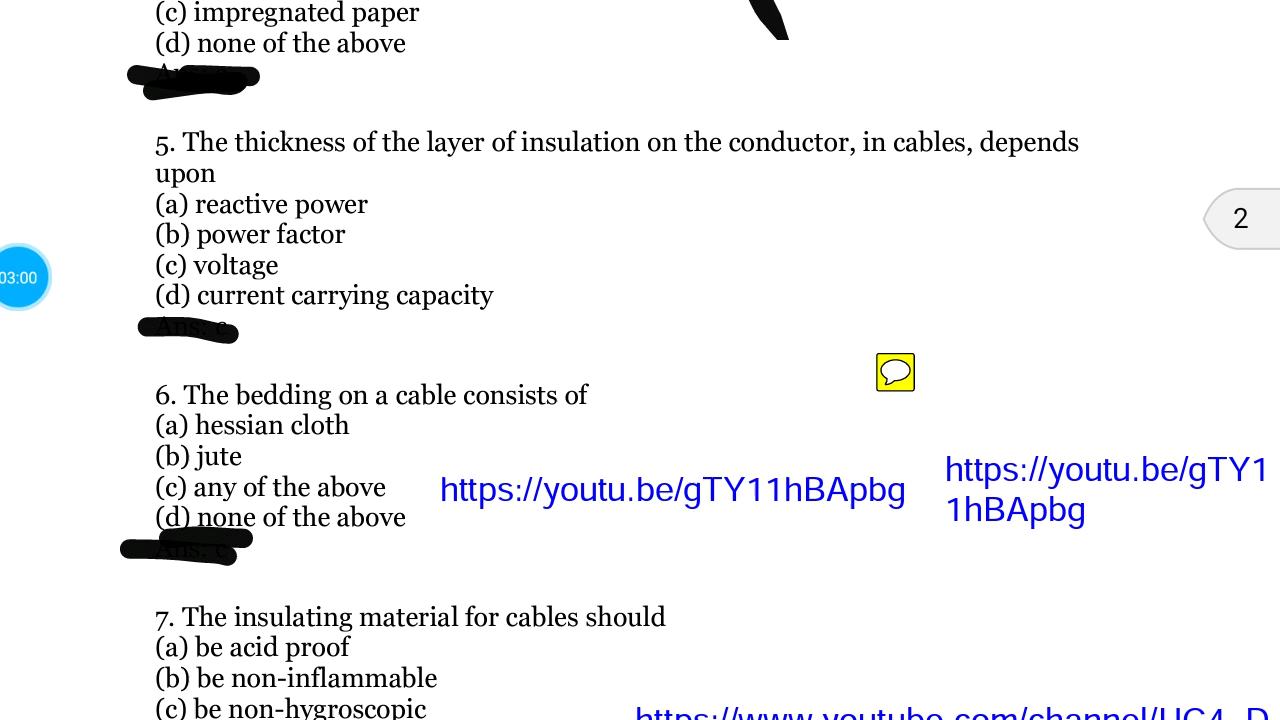 (c) impregnated paper
(d) none of the above
5. The thickness of the layer of insulation on the conductor, in cables, depends
upon
(a) reactive power
(b) power factor
(c) voltage
(d) current carrying capacity
Ans: c
03:00
2
6. The bedding on a cable consists of
(a) hessian cloth
(b) jute
(c) any of the above
(d) none of the above
Ans: c
https://youtu.be/gTY11hBApbg
https://youtu.be/gTY1
1hBApbg
7. The insulating material for cables should
(a) be acid proof
(b) be non-inflammable
(c) be non-hygroscopic